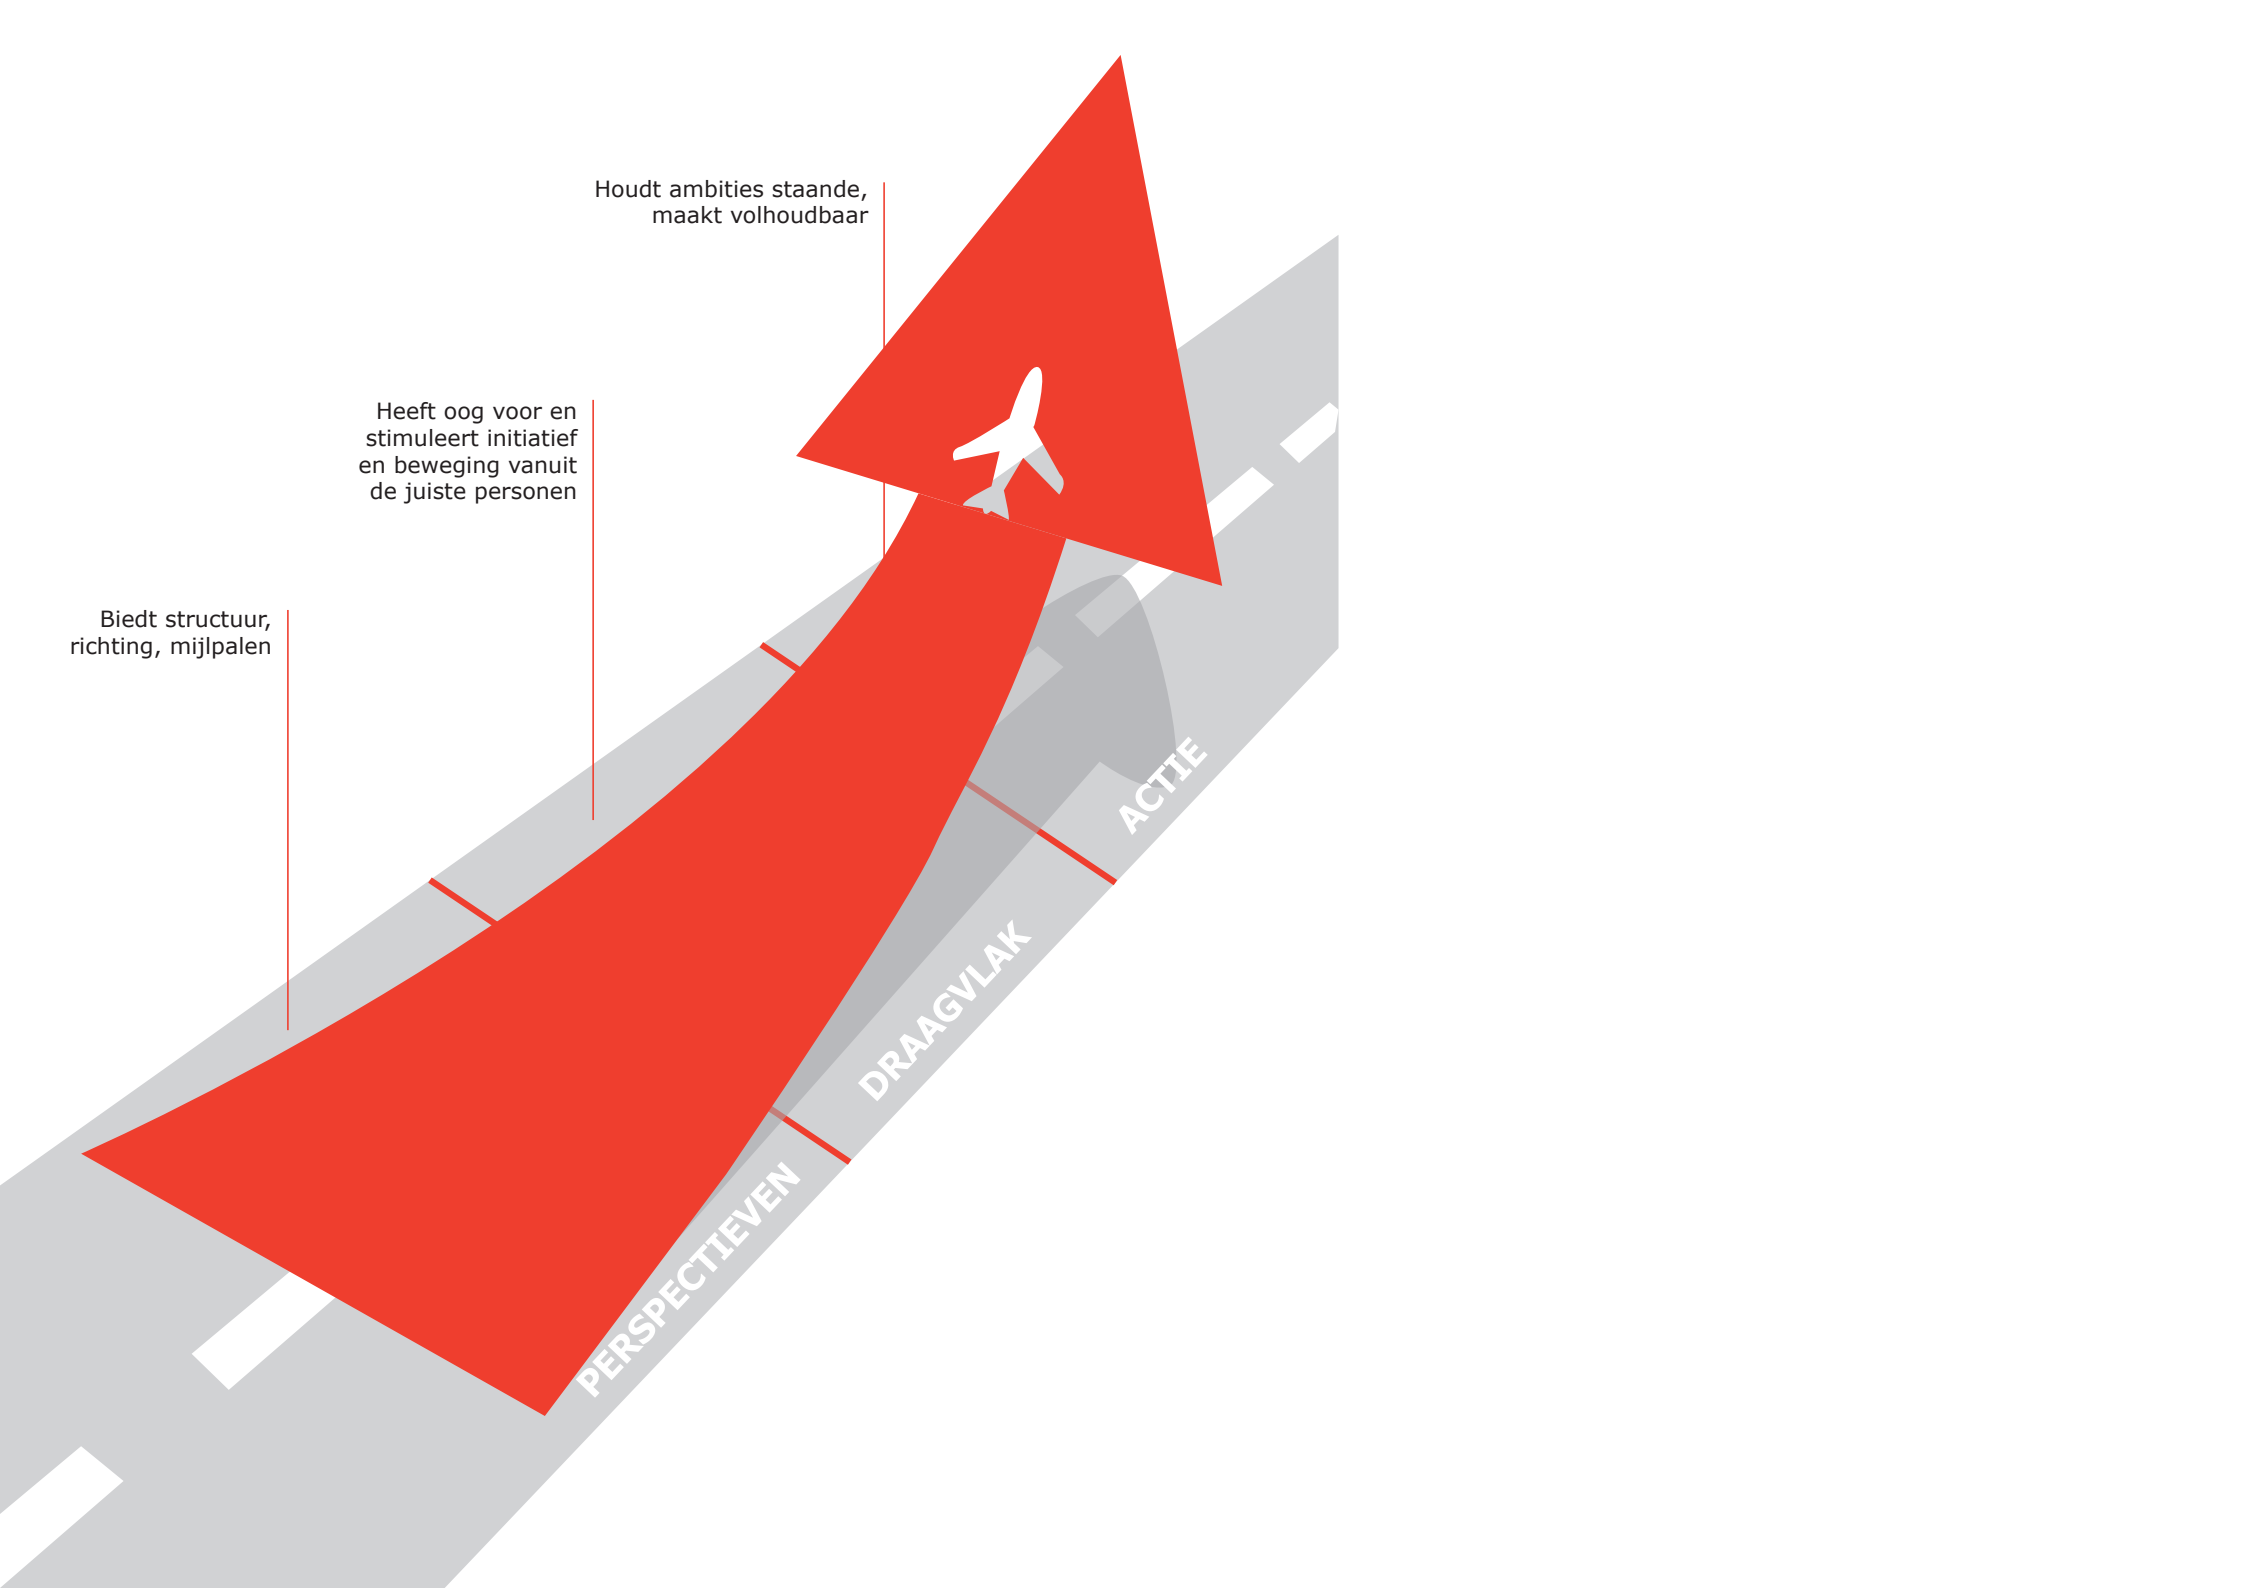 Houdt ambities staande,
maakt volhoudbaar
Heeft oog voor en
stimuleert initiatief
en beweging vanuit
de juiste personen
Biedt structuur,
richting, mijlpalen
ACTIE
DRAAGVLAK
PERSPECTIEVEN